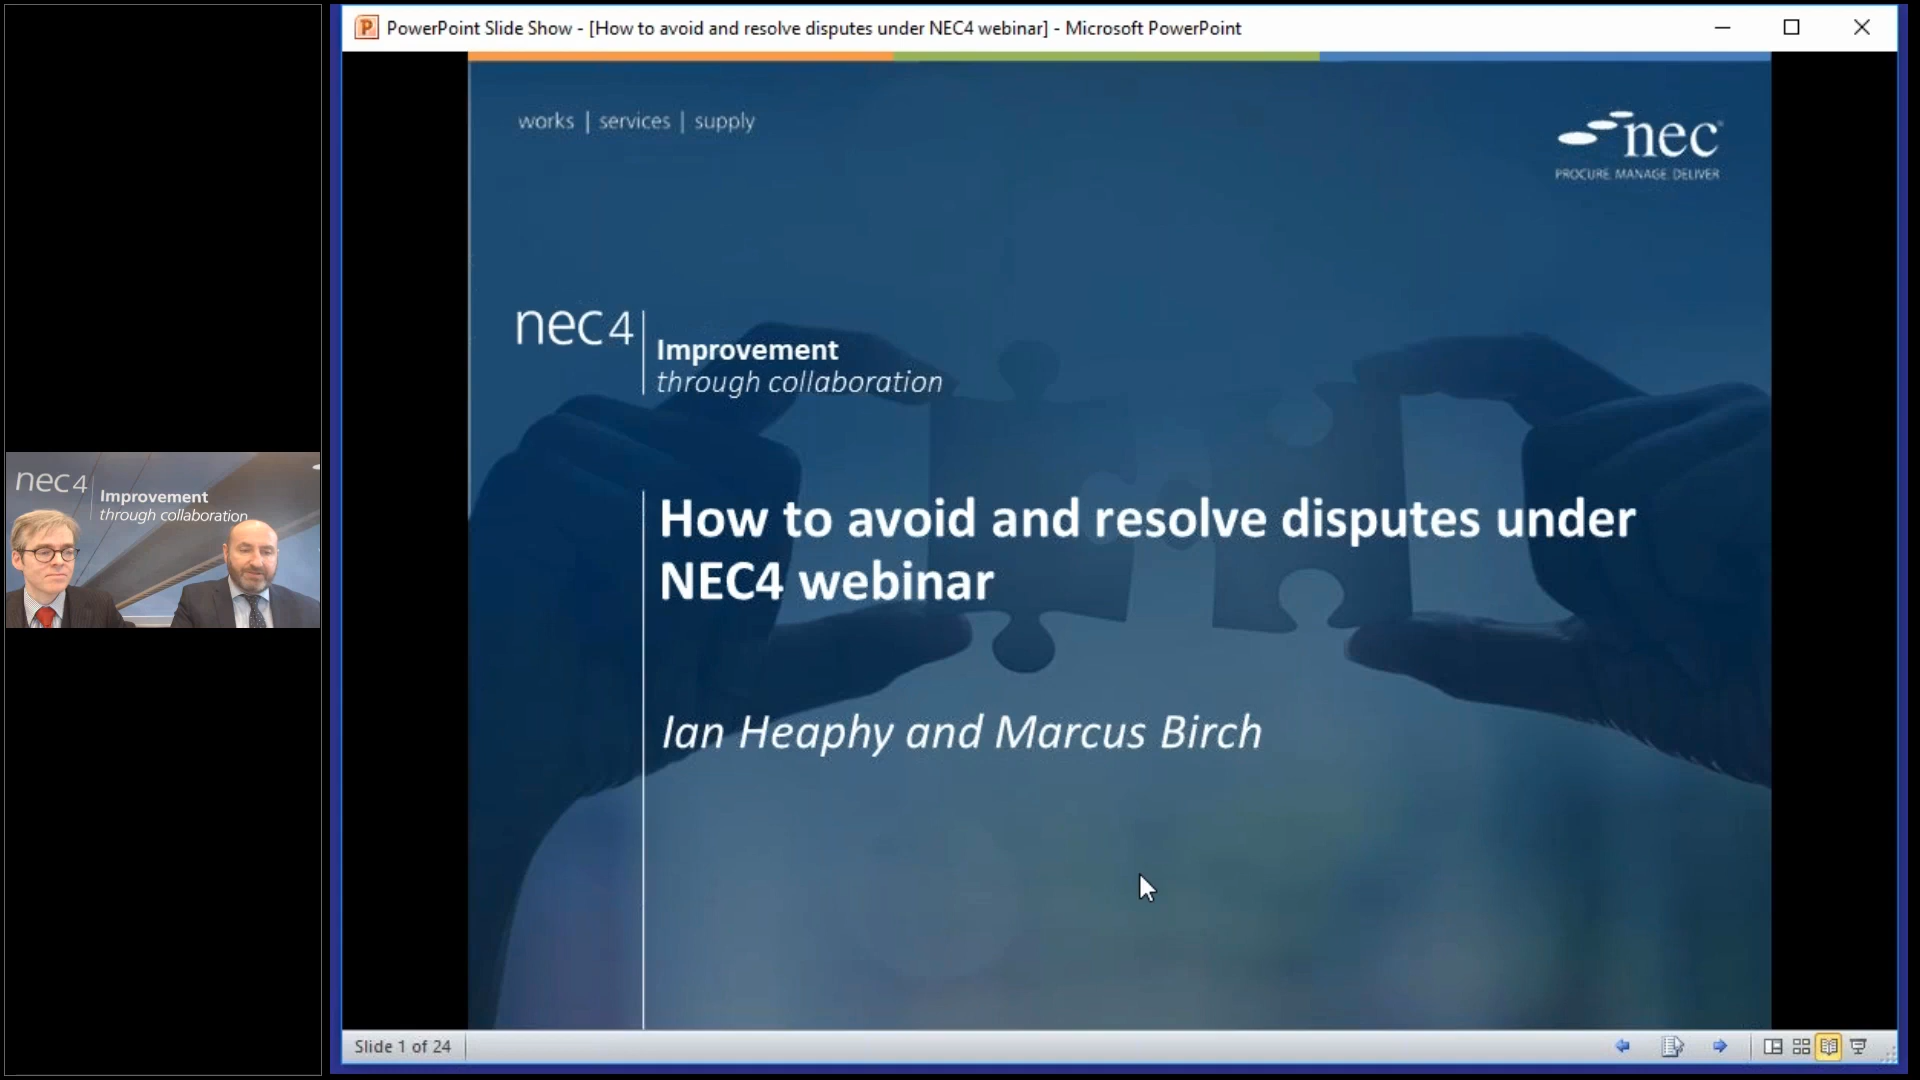 PowerPoint Slide Show - [How to avoid and resolve disputes under NEC4 webinar] - Microsoft PowerPoint
works | services | supply
nec
PROCURE. MANAGE. DELIVER
nec4
Improvement
through collaboration
How to avoid and resolve disputes under
NEC4 webinar
Ian Heaphy and Marcus Birch
nec4
Improvement
through collaboration
Slide 1 of 24